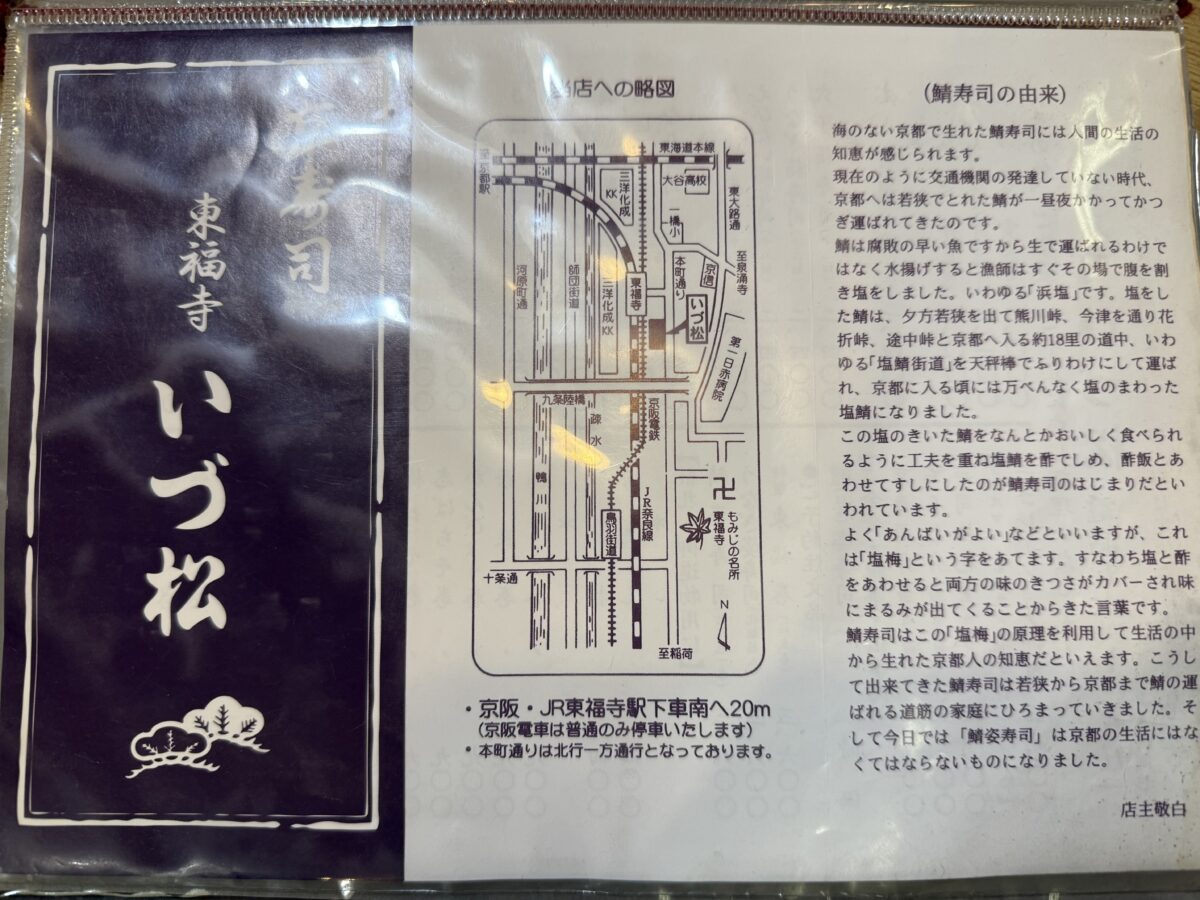 寿司
東福寺
いづ松
当店への略図
至京都駅
東海道本線
三洋化成
KK
大谷高校
東大路通
一橋小
至泉涌寺
本町通り
京信
河原町通
師団街道
三洋化成
KK
東福寺
いづ松
第一日赤病院
九条陸橋
疏水
京阪電鉄
鴨川
JR奈良線
鳥羽街道
卍
もみじの名所
東福寺
十条通
N
至稲荷
・京阪・JR東福寺駅下車南へ20m
(京阪電車は普通のみ停車いたします)
・本町通りは北行一方通行となっております。
(鯖寿司の由来)
海のない京都で生れた鯖寿司には人間の生活の
知恵が感じられます。
現在のように交通機関の発達していない時代、
京都へは若狭でとれた鯖が一昼夜かかってかつ
ぎ運ばれてきたのです。
鯖は腐敗の早い魚ですから生で運ばれるわけで
はなく水揚げすると漁師はすぐその場で腹を割
き塩をしました。いわゆる「浜塩」です。塩をし
た鯖は、夕方若狭を出て熊川峠、今津を通り花
折峠、途中峠と京都へ入る約18里の道中、いわ
ゆる「塩鯖街道」を天秤棒でふりわけにして運ば
れ、京都に入る頃には万べんなく塩のまわった
塩鯖になりました。
この塩のきいた鯖をなんとかおいしく食べられ
るように工夫を重ね塩鯖を酢でしめ、酢飯とあ
わせてすしにしたのが鯖寿司のはじまりだとい
われています。
よく「あんばいがよい」などといいますが、これ
は「塩梅」という字をあてます。すなわち塩と酢
をあわせると両方の味のきつさがカバーされ味
にまるみが出てくることからきた言葉です。
鯖寿司はこの「塩梅」の原理を利用して生活の中
から生れた京都人の知恵だといえます。こうし
て出来てきた鯖寿司は若狭から京都まで鯖の運
ばれる道筋の家庭にひろまっていきました。そ
して今日では「鯖姿寿司」は京都の生活にはな
くてはならないものになりました。
店主敬白